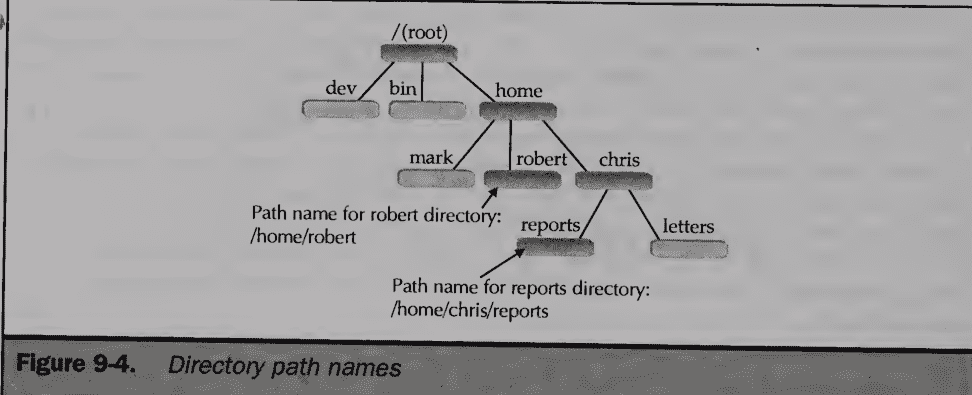 /(root)
dev bin home
mark robert chris
Path name for robert directory:
/home/robert
reports letters
Path name for reports directory:
/home/chris/reports
Figure 9-4. Directory path names